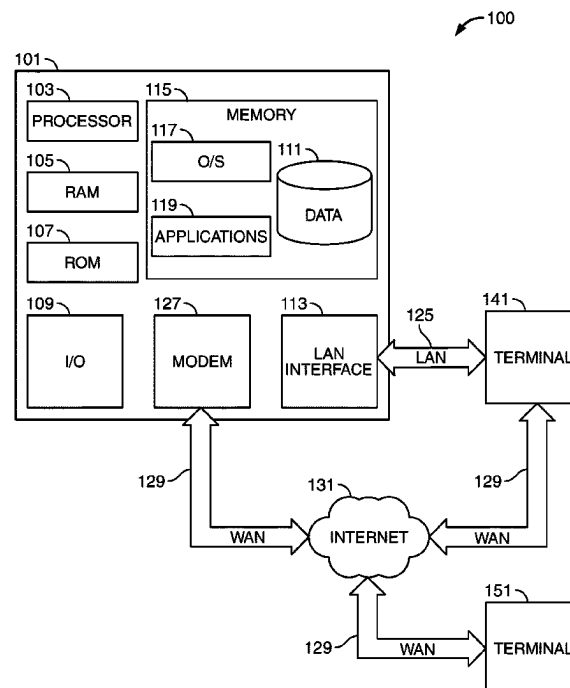 100
101
103
PROCESSOR
105
RAM
107
ROM
115
MEMORY
117
O/S
111
DATA
119
APPLICATIONS
109
I/O
127
MODEM
113
LAN
INTERFACE
125
LAN
141
TERMINAL
129
WAN
131
INTERNET
129
WAN
129
WAN
151
TERMINAL